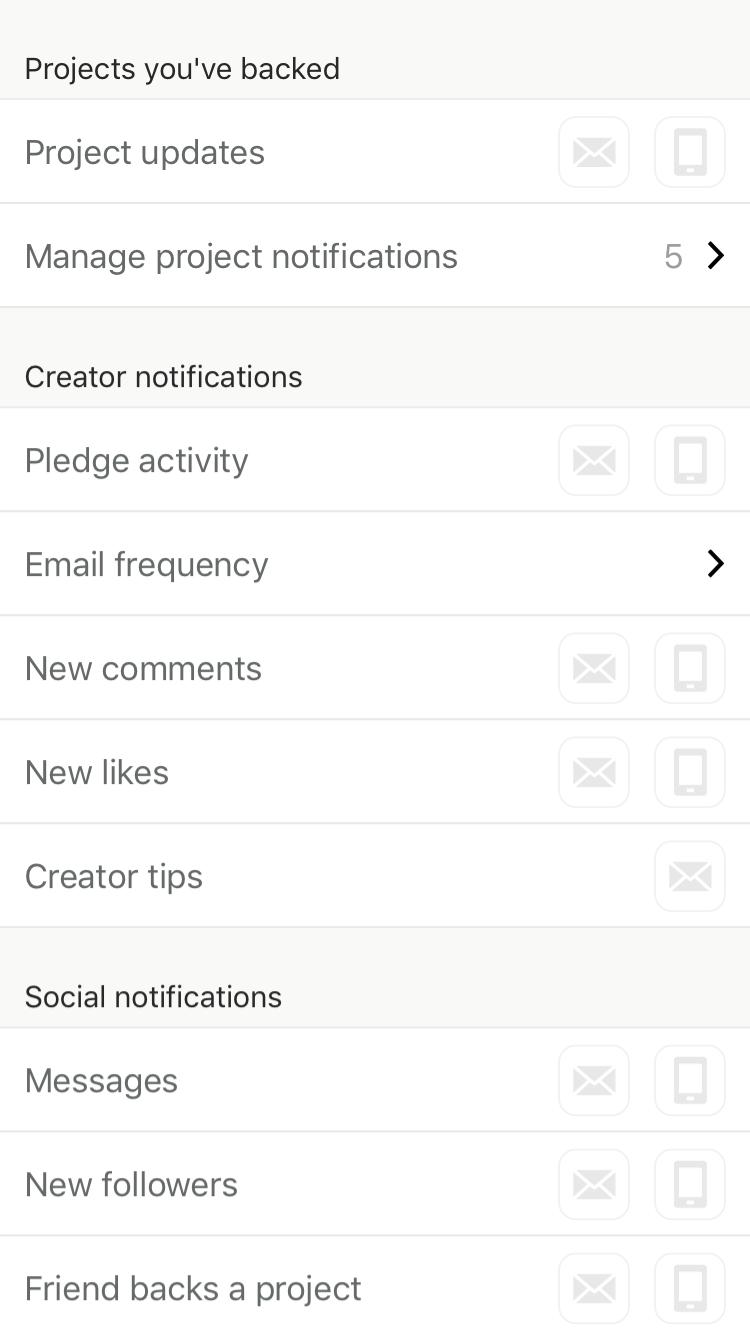 Projects you've backed
Project updates
Manage project notifications 5
Creator notifications
Pledge activity
Email frequency
New comments
New likes
Creator tips
Social notifications
Messages
New followers
Friend backs a project